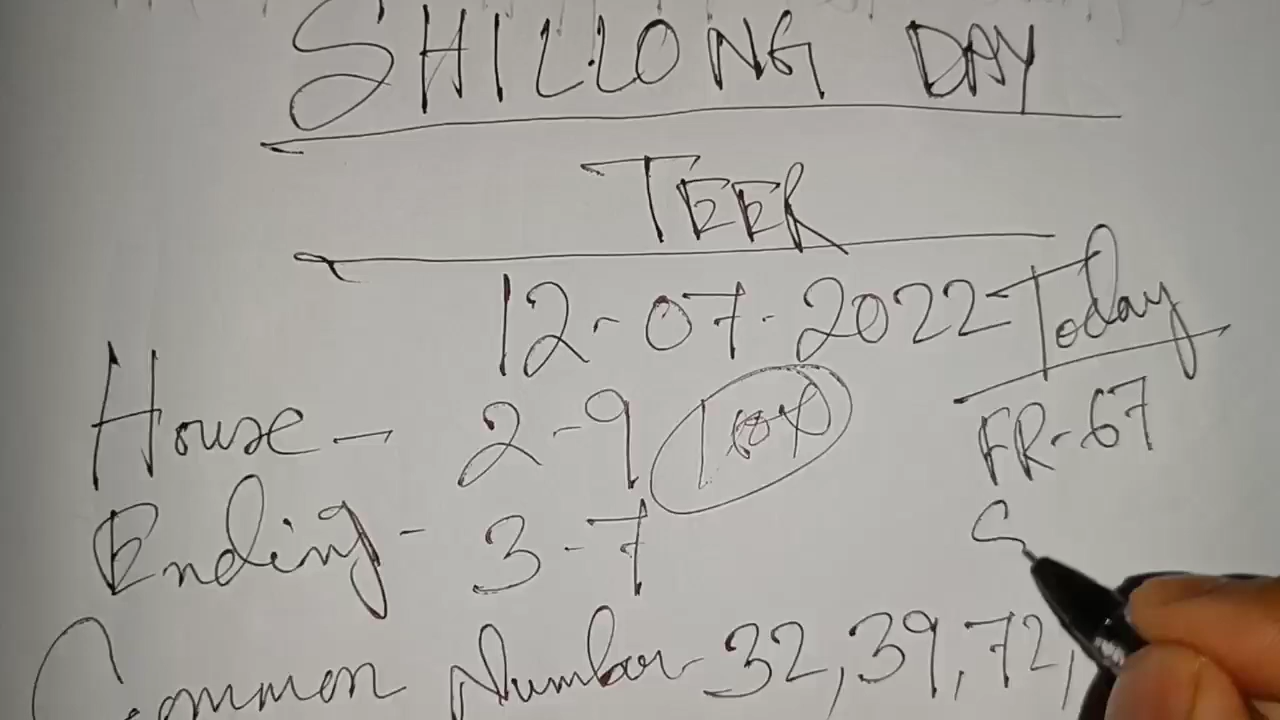 SHILLONG DAY
TEER
12-07-2022 Today
House - 2-9 FR-67
Ending - 3-7 S
Common Number - 32, 39, 72,